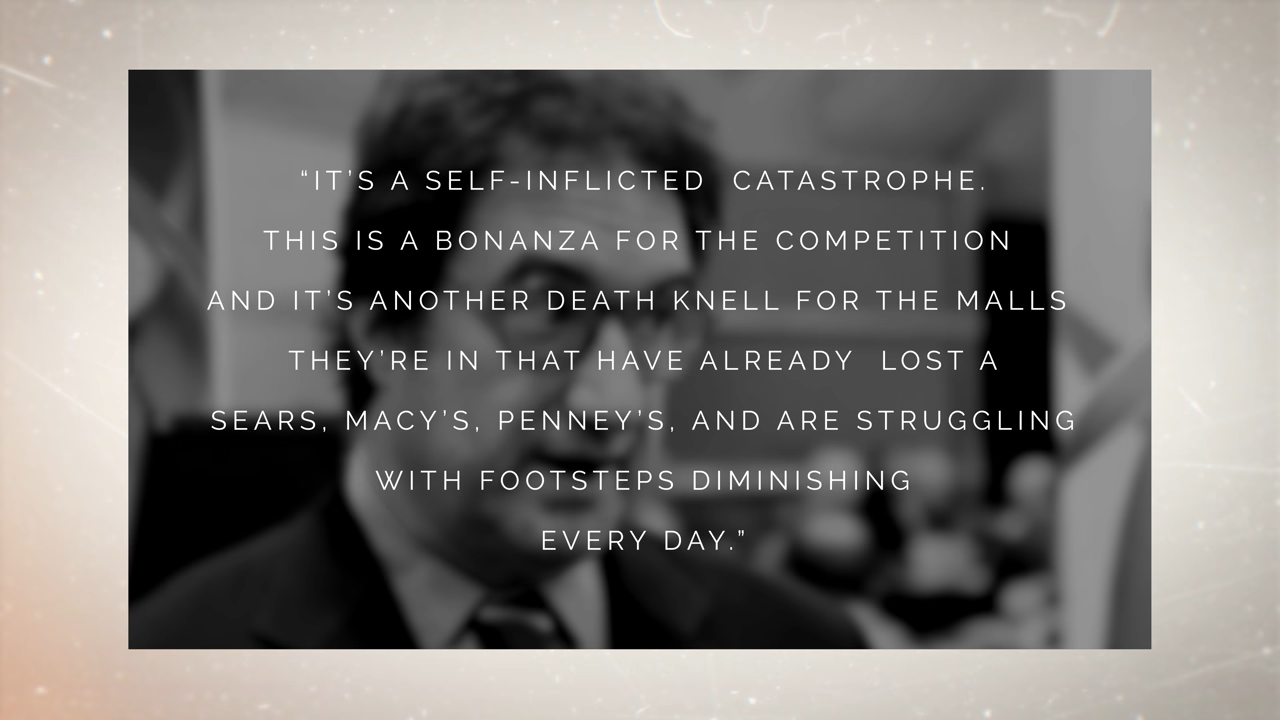 “IT’S A SELF-INFLICTED CATASTROPHE.
THIS IS A BONANZA FOR THE COMPETITION
AND IT’S ANOTHER DEATH KNELL FOR THE MALLS
THEY’RE IN THAT HAVE ALREADY LOST A
SEARS, MACY’S, PENNEY’S, AND ARE STRUGGLING
WITH FOOTSTEPS DIMINISHING
EVERY DAY.”